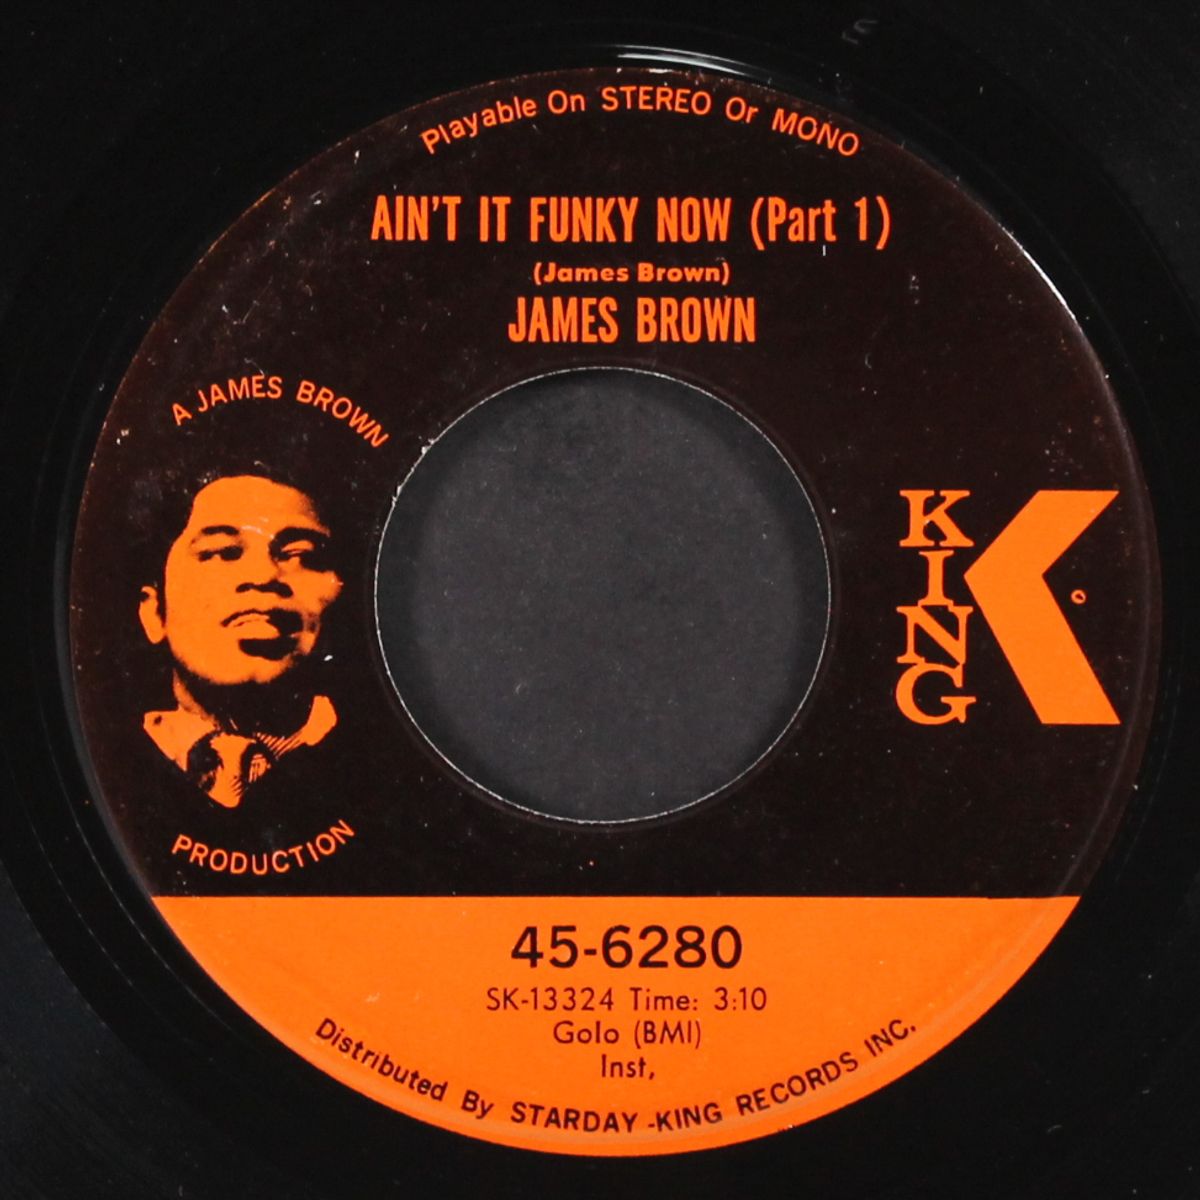 Playable On STEREO Or MONO
AIN'T IT FUNKY NOW (Part 1)
(James Brown)
JAMES BROWN
A JAMES BROWN
PRODUCTION
KING
45-6280
SK-13324 Time: 3:10
Golo (BMI)
Inst,
Distributed By STARDAY-KING RECORDS INC.